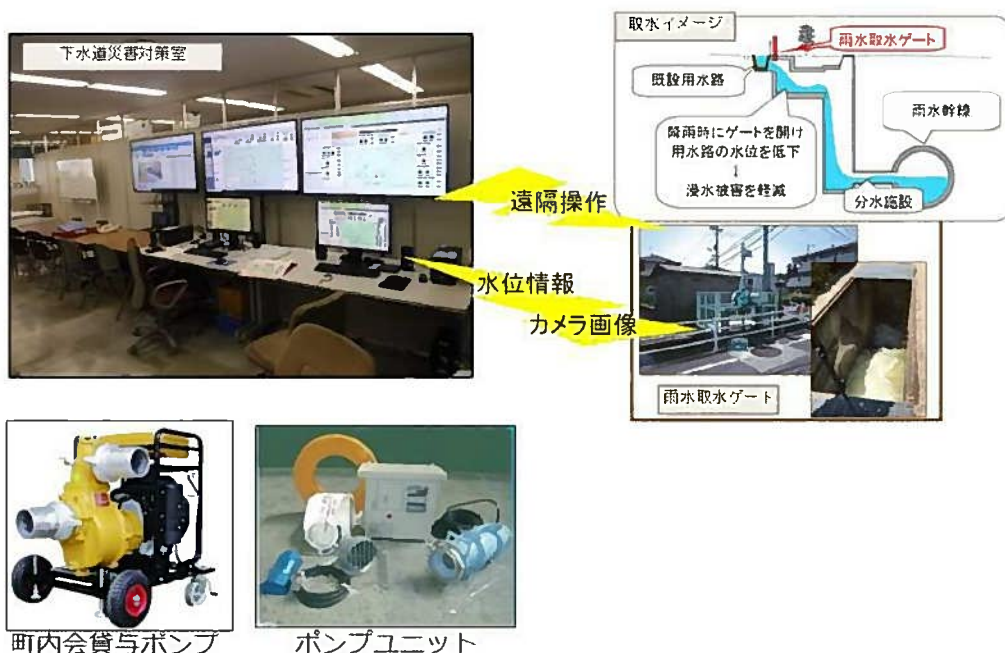 下水道災害対策室
取水イメージ
雨水取水ゲート
既設用水路
雨水幹線
降雨時にゲートを開け
用水路の水位を低下
↓
浸水被害を軽減
分水施設
遠隔操作
水位情報
カメラ画像
雨水取水ゲート
町内会貸与ポンプ
ポンプユニット